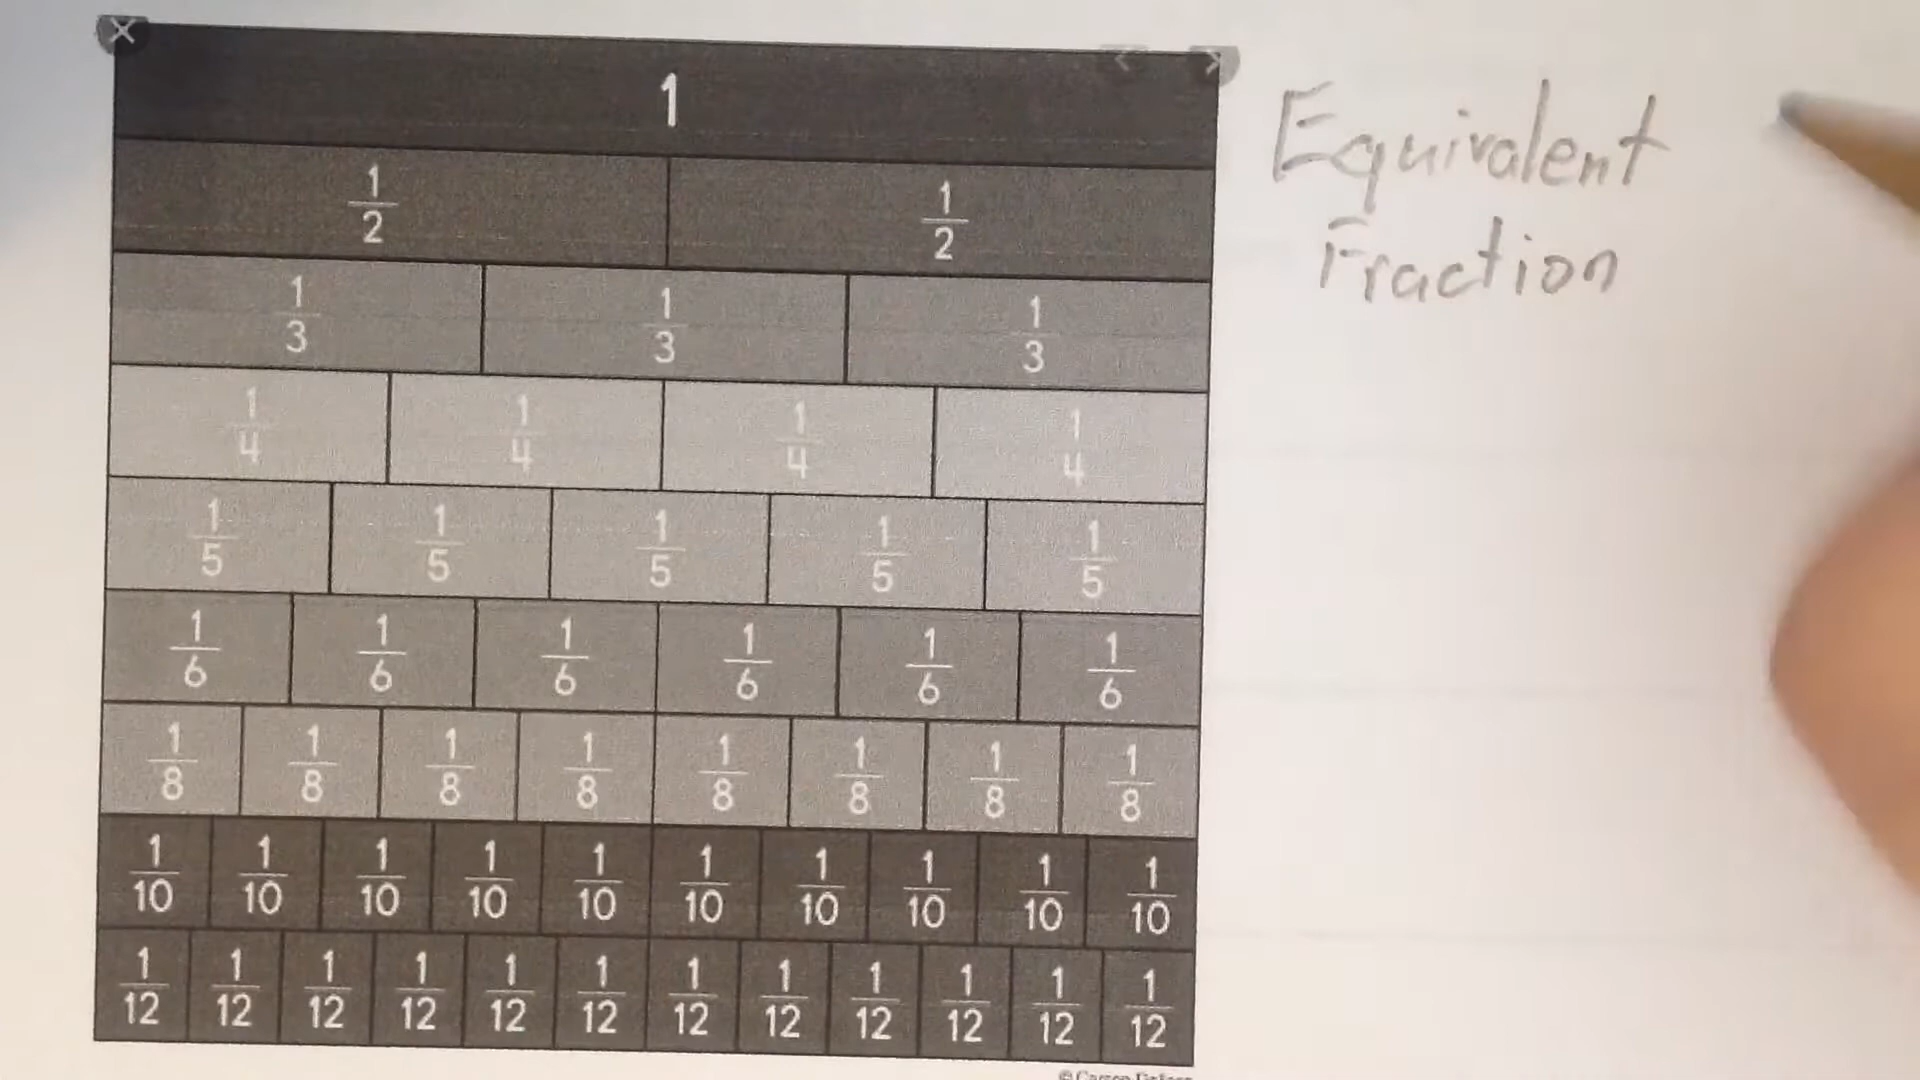 1
Equivalent
Fraction
1/2 1/2
1/3 1/3 1/3
1/4 1/4 1/4 1/4
1/5 1/5 1/5 1/5 1/5
1/6 1/6 1/6 1/6 1/6 1/6
1/8 1/8 1/8 1/8 1/8 1/8 1/8 1/8
1/10 1/10 1/10 1/10 1/10 1/10 1/10 1/10 1/10 1/10
1/12 1/12 1/12 1/12 1/12 1/12 1/12 1/12 1/12 1/12 1/12 1/12